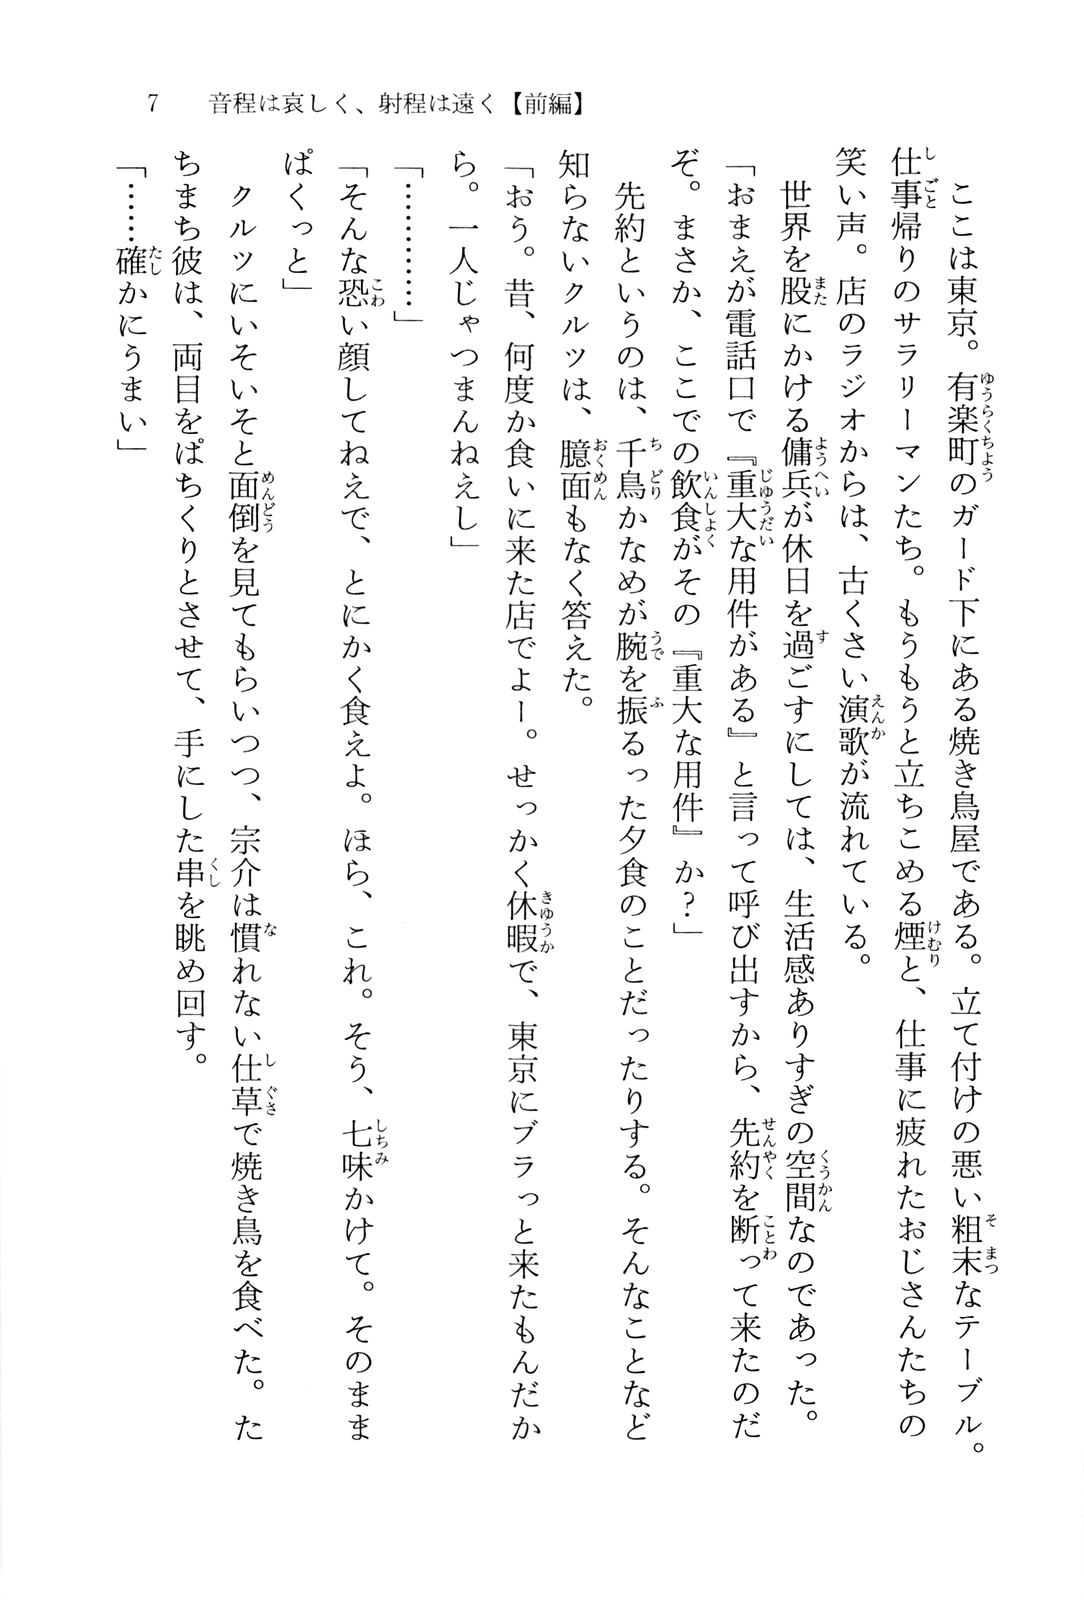 7　音程は哀しく、射程は遠く【前編】
　ここは東京。有楽町のガード下にある焼き鳥屋である。立て付けの悪い粗末なテーブル。
仕事帰りのサラリーマンたち。もうもうと立ちこめる煙と、仕事に疲れたおじさんたちの
笑い声。店のラジオからは、古くさい演歌が流れている。
　世界を股にかける傭兵が休日を過ごすにしては、生活感ありすぎの空間なのであった。
「おまえが電話口で『重大な用件がある』と言って呼び出すから、先約を断って来たのだ
ぞ。まさか、ここでの飲食がその『重大な用件』か？」
　先約というのは、千鳥かなめが腕を振るった夕食のことだったりする。そんなことなど
知らないクルツは、臆面もなく答えた。
「おう。昔、何度か食いに来た店でよー。せっかく休暇で、東京にブラっと来たもんだか
ら。一人じゃつまんねえし」
「…………」
「そんな恐い顔してねえで、とにかく食えよ。ほら、これ。そう、七味かけて。そのまま
ぱくっと」
　クルツにいそいそと面倒を見てもらいつつ、宗介は慣れない仕草で焼き鳥を食べた。た
ちまち彼は、両目をぱちくりとさせて、手にした串を眺め回す。
「……確かにうまい」